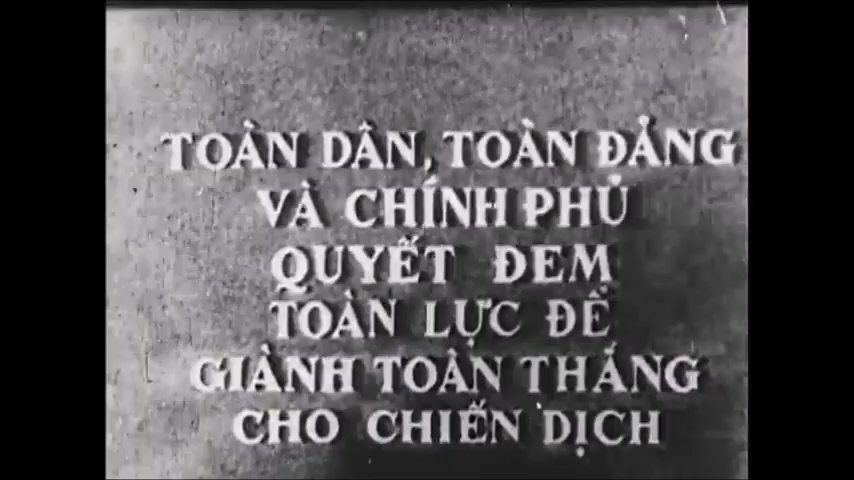 TOÀN DÂN, TOÀN ĐẢNG
VÀ CHÍNH PHỦ
QUYẾT ĐEM
TOÀN LỰC ĐỂ
GIÀNH TOÀN THẮNG
CHO CHIẾN DỊCH